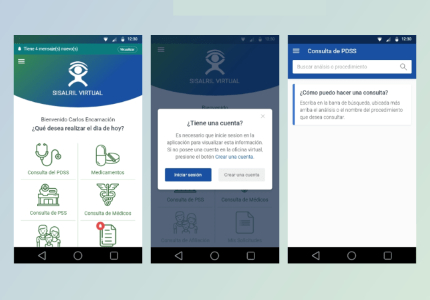 12:30
Tiene 4 mensaje(s) nuevo(s)
SISALRIL VIRTUAL
Bienvenido Carlos Encarnación
¿Qué desea realizar el día de hoy?
Consulta del PDSS
Medicamentos
Consulta de PSS
Consulta de Médicos
12:30
SISALRIL VIRTUAL
¿Tiene una cuenta?
Es necesario que inicie sesión en la
aplicación para visualizar esta información.
Si no posee una cuenta en la oficina virtual,
presione el botón Crear una cuenta.
Iniciar sesión
Crear una cuenta
Consulta de PSS
Consulta de Médicos
12:30
Consulta de PDSS
Buscar análisis o procedimiento
¿Cómo puedo hacer una consulta?
Escriba en la barra de búsqueda, ubicada más
arriba el análisis o el nombre del procedimiento
que desea consultar.